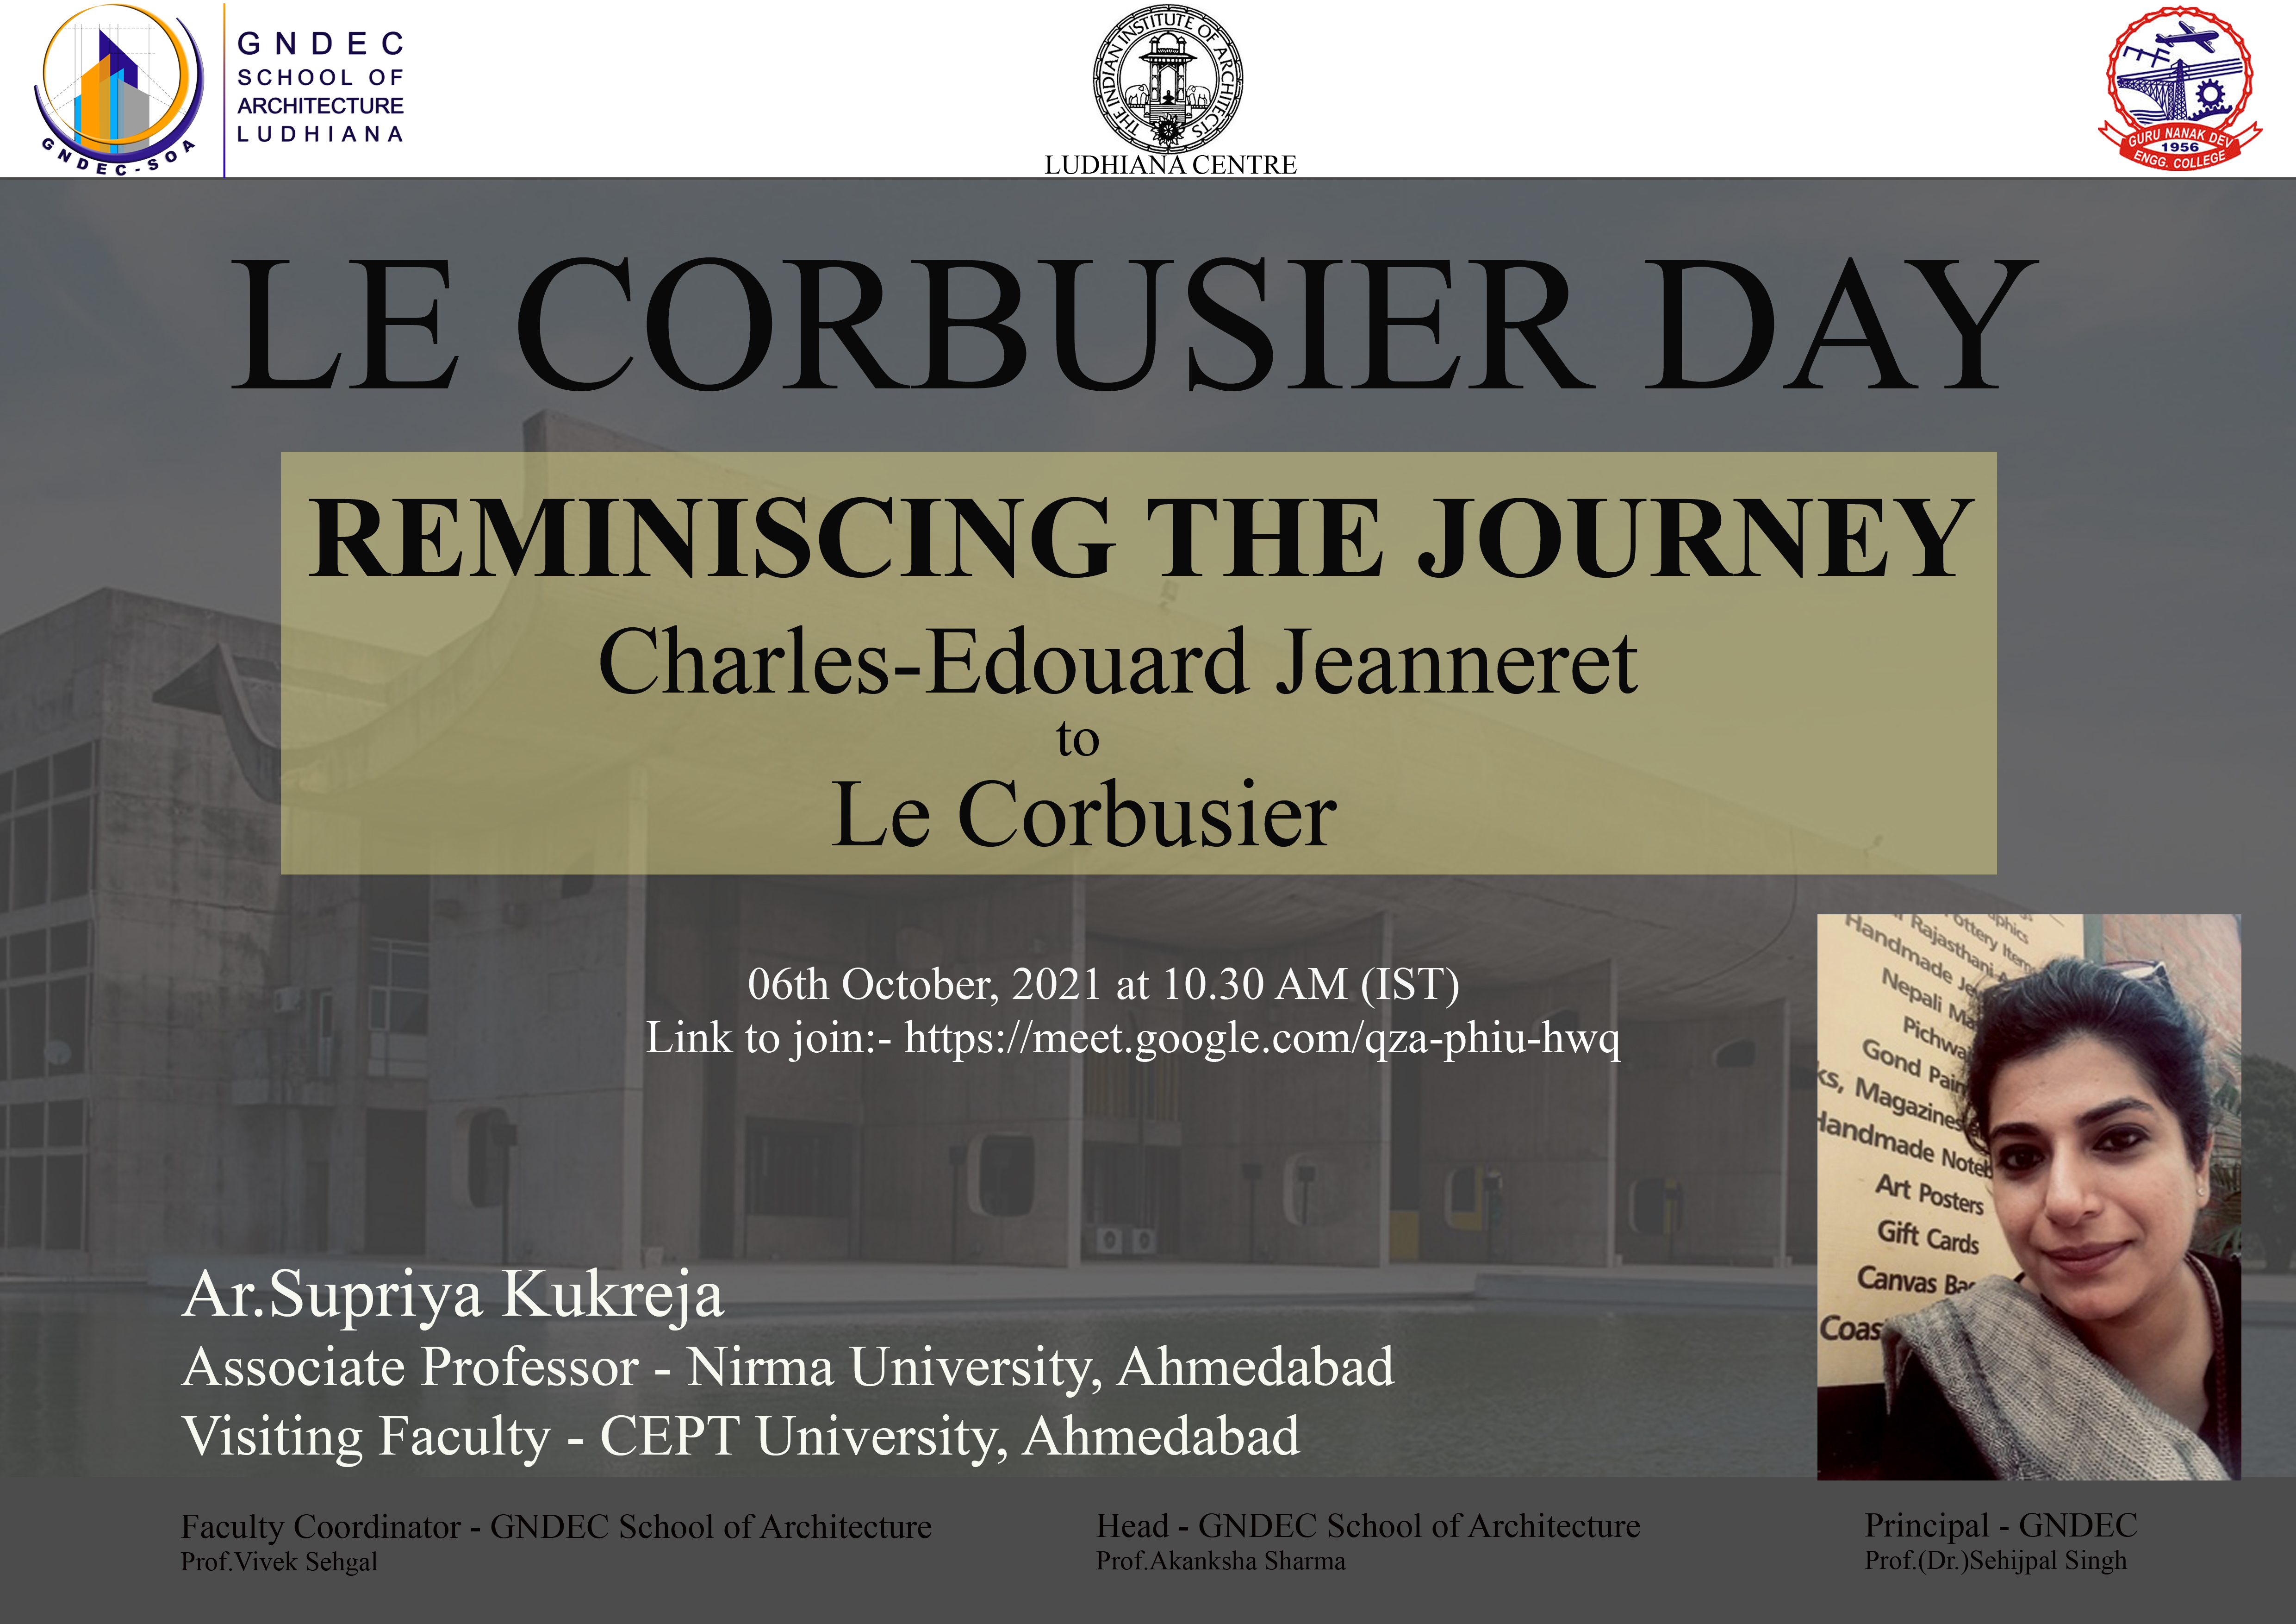 GNDEC
SCHOOL OF
ARCHITECTURE
LUDHIANA
GNDEC-SOA
THE INDIAN INSTITUTE OF ARCHITECTS
LUDHIANA CENTRE
GURU NANAK DEV
1956
ENGG. COLLEGE
LE CORBUSIER DAY
REMINISCING THE JOURNEY
Charles-Edouard Jeanneret
to
Le Corbusier
06th October, 2021 at 10.30 AM (IST)
Link to join:- https://meet.google.com/qza-phiu-hwq
Handmade
Rajasthani
Nepali
Gond
Magazines
Handmade
Art Posters
Gift Cards
Canvas
Ar.Supriya Kukreja
Associate Professor - Nirma University, Ahmedabad
Visiting Faculty - CEPT University, Ahmedabad
Faculty Coordinator - GNDEC School of Architecture
Prof.Vivek Sehgal
Head - GNDEC School of Architecture
Prof.Akanksha Sharma
Principal - GNDEC
Prof.(Dr.)Sehijpal Singh